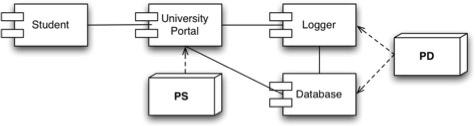 Student
University
Portal
Logger
PD
PS
Database